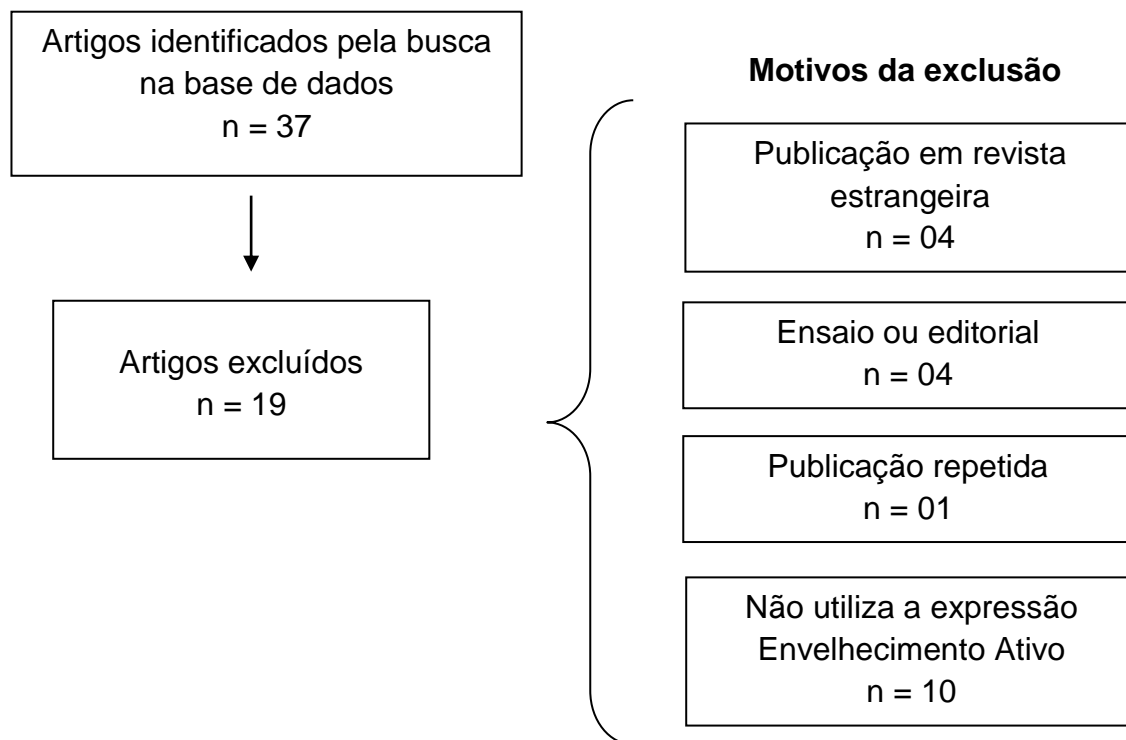 Artigos identificados pela busca
na base de dados
n = 37
Artigos excluídos
n = 19
Motivos da exclusão
Publicação em revista
estrangeira
n = 04
Ensaio ou editorial
n = 04
Publicação repetida
n = 01
Não utiliza a expressão
Envelhecimento Ativo
n = 10